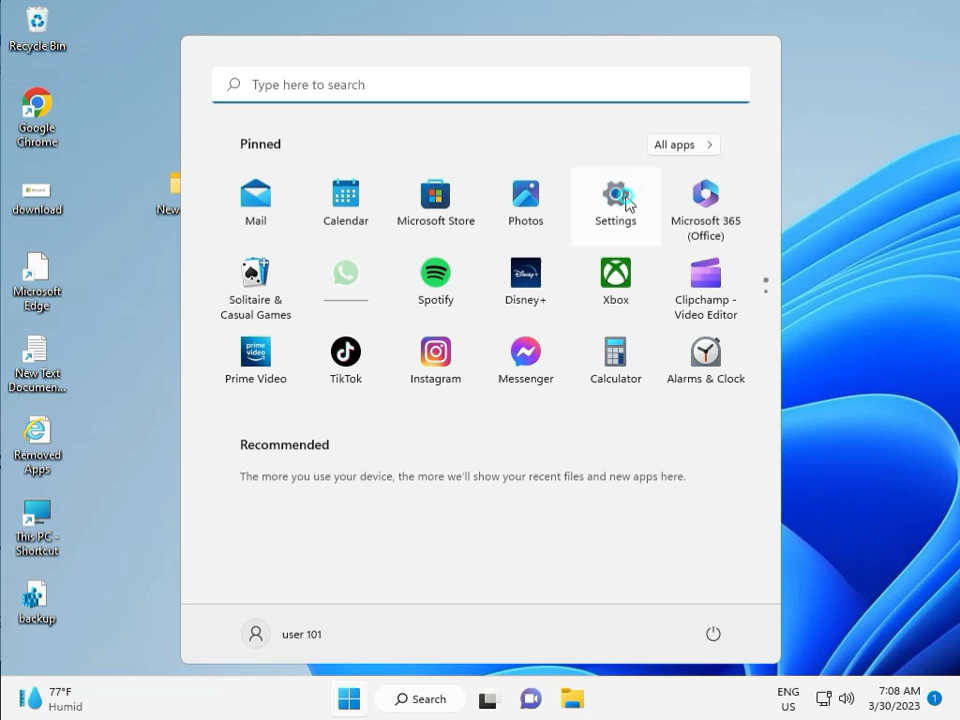 Recycle Bin
Google
Chrome
download
Microsoft
Edge
New Text
Documen...
Removed
Apps
This PC -
Shortcut
backup
New
Type here to search
Pinned
All apps
Mail
Calendar
Microsoft Store
Photos
Settings
Microsoft 365
(Office)
Solitaire &
Casual Games
Spotify
Disney+
Xbox
Clipchamp -
Video Editor
prime
video
Prime Video
TikTok
Instagram
Messenger
Calculator
Alarms & Clock
Recommended
The more you use your device, the more we'll show your recent files and new apps here.
user 101
77°F
Humid
Search
ENG
US
7:08 AM
3/30/2023
1